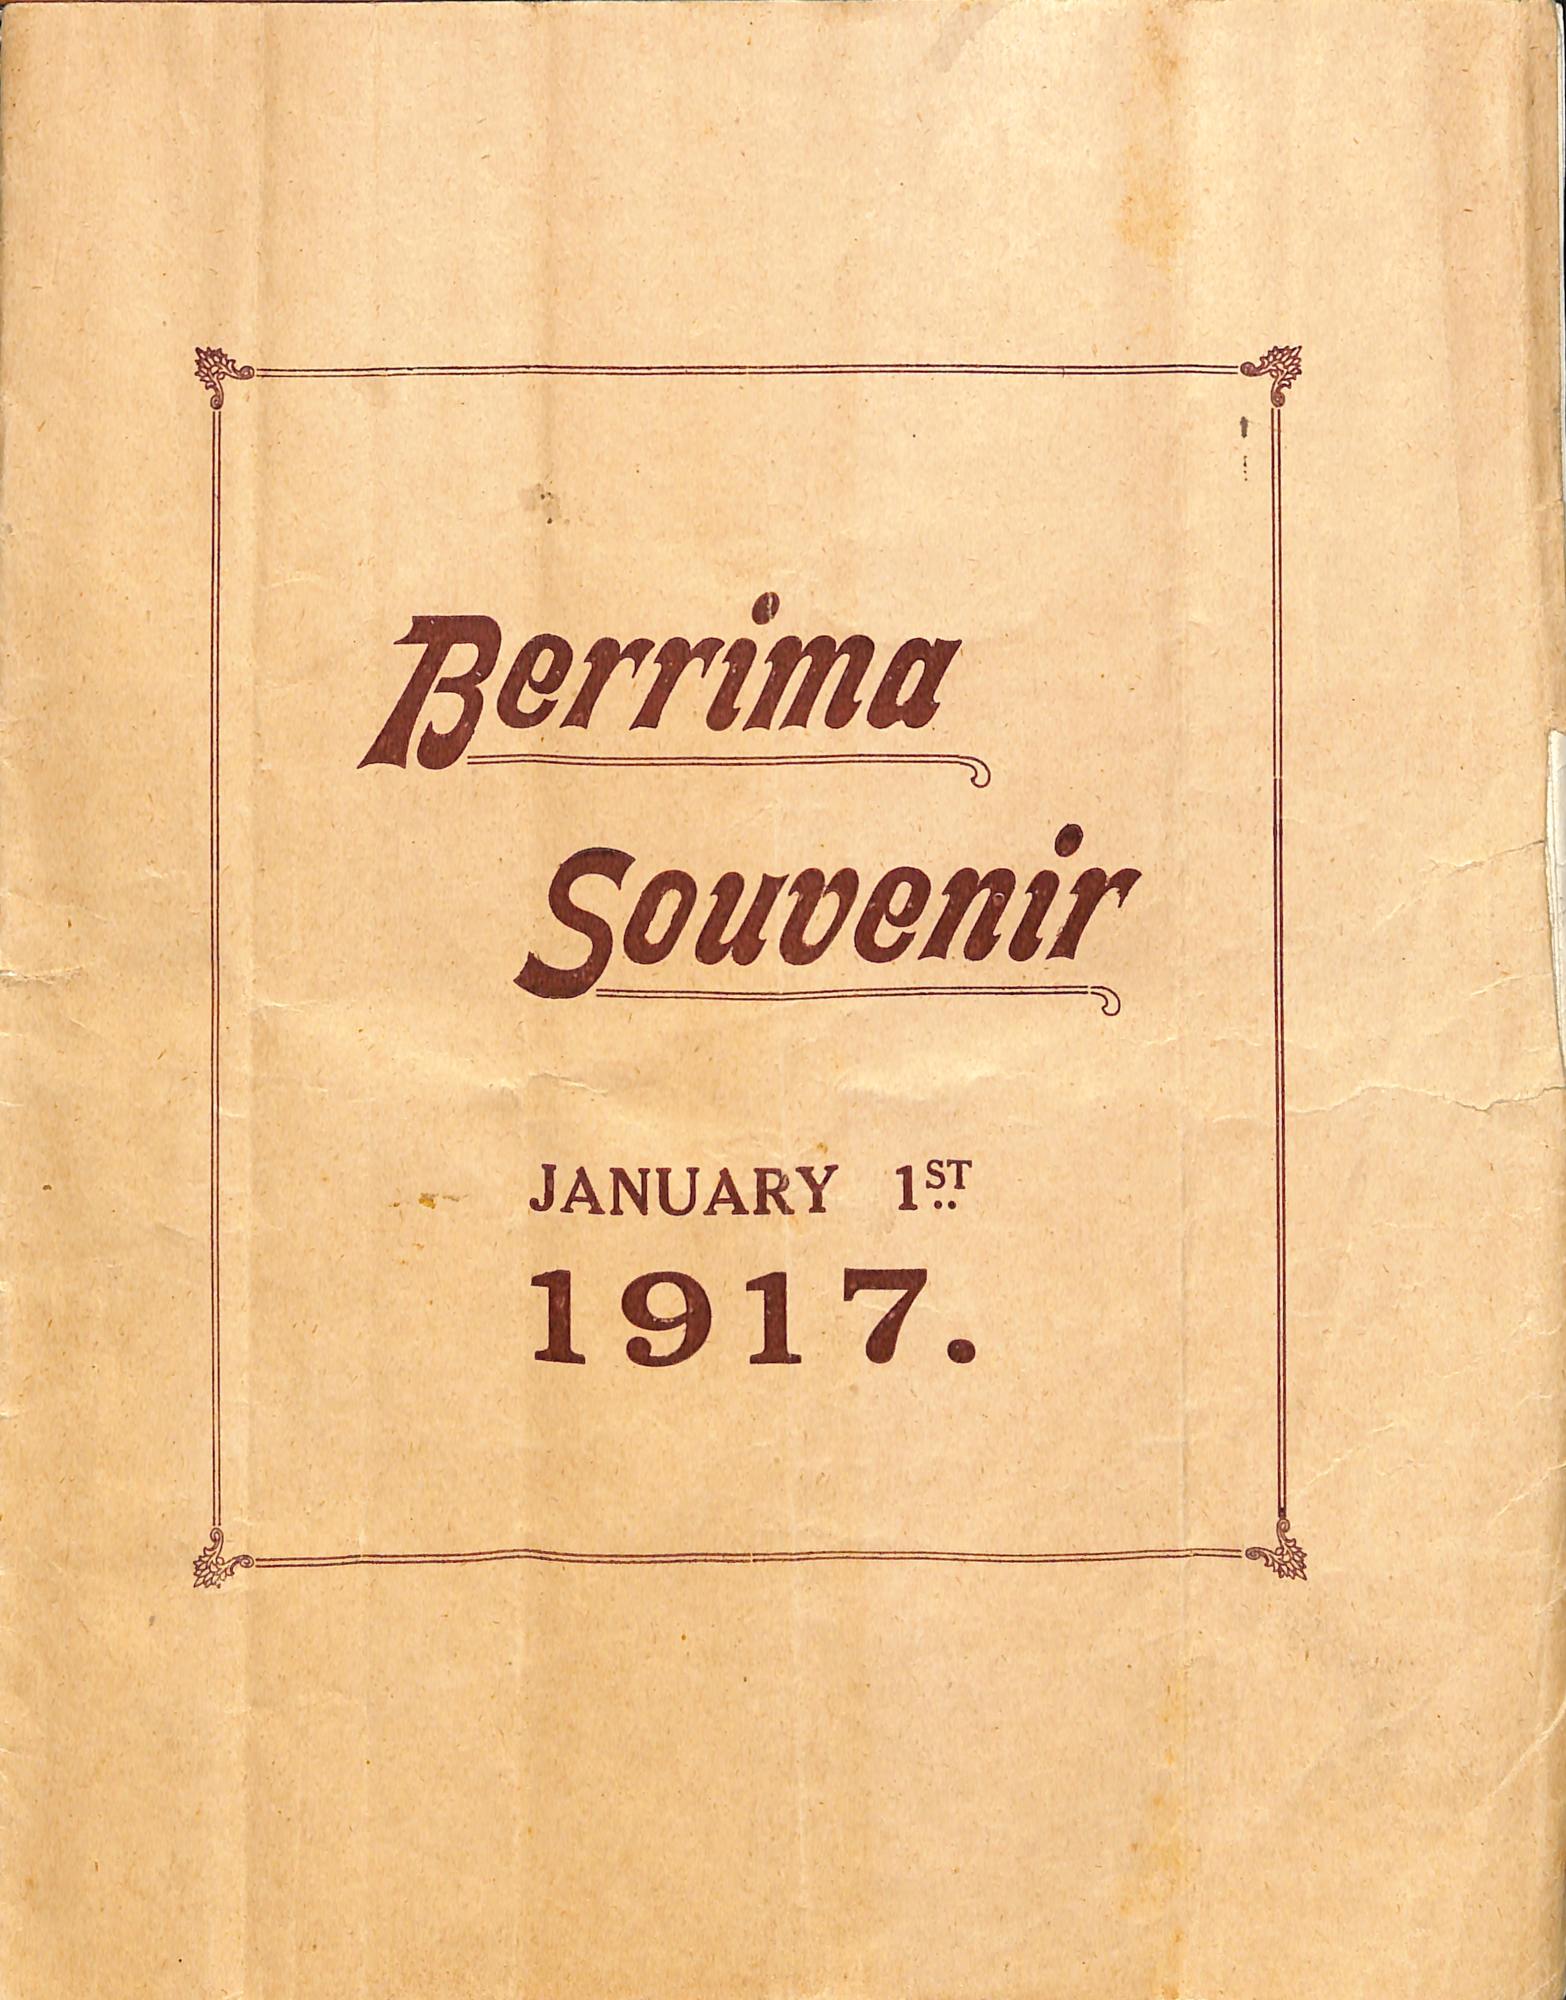 Berrima
Souvenir
JANUARY 1ST
1917.